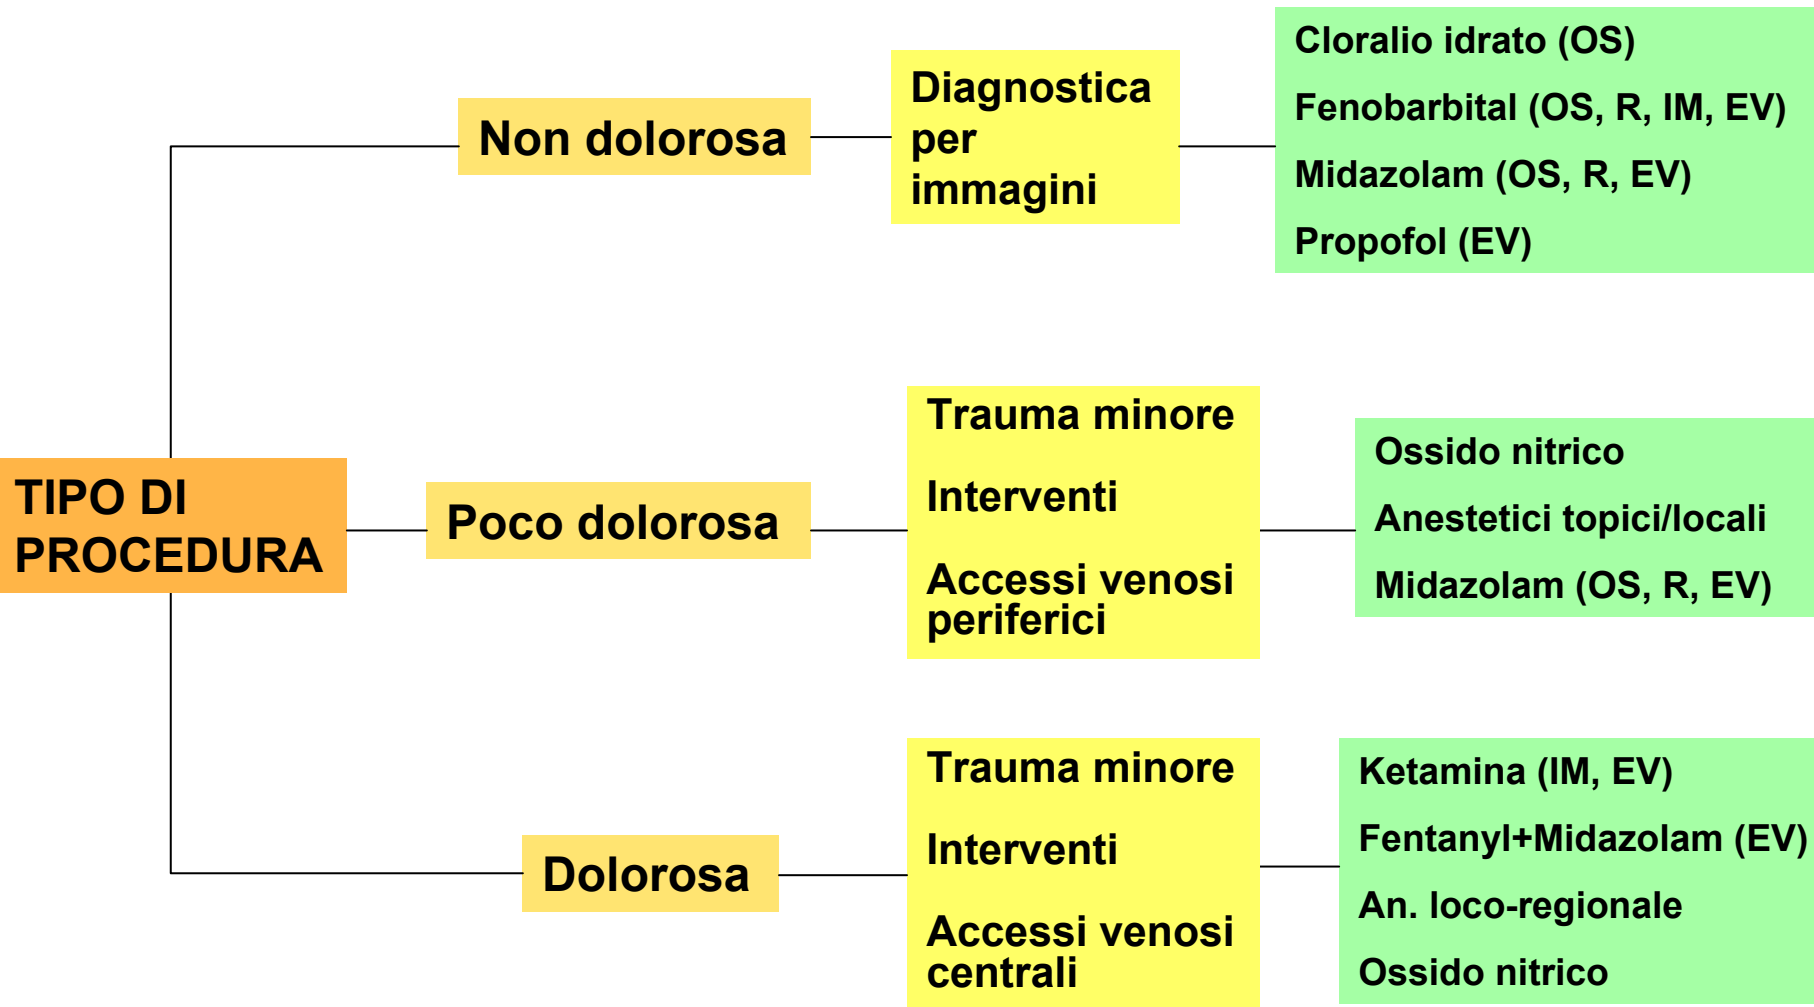 TIPO DI
PROCEDURA
Non dolorosa
Diagnostica
per
immagini
Cloralio idrato (OS)
Fenobarbital (OS, R, IM, EV)
Midazolam (OS, R, EV)
Propofol (EV)
Poco dolorosa
Trauma minore
Interventi
Accessi venosi
periferici
Ossido nitrico
Anestetici topici/locali
Midazolam (OS, R, EV)
Dolorosa
Trauma minore
Interventi
Accessi venosi
centrali
Ketamina (IM, EV)
Fentanyl+Midazolam (EV)
An. loco-regionale
Ossido nitrico